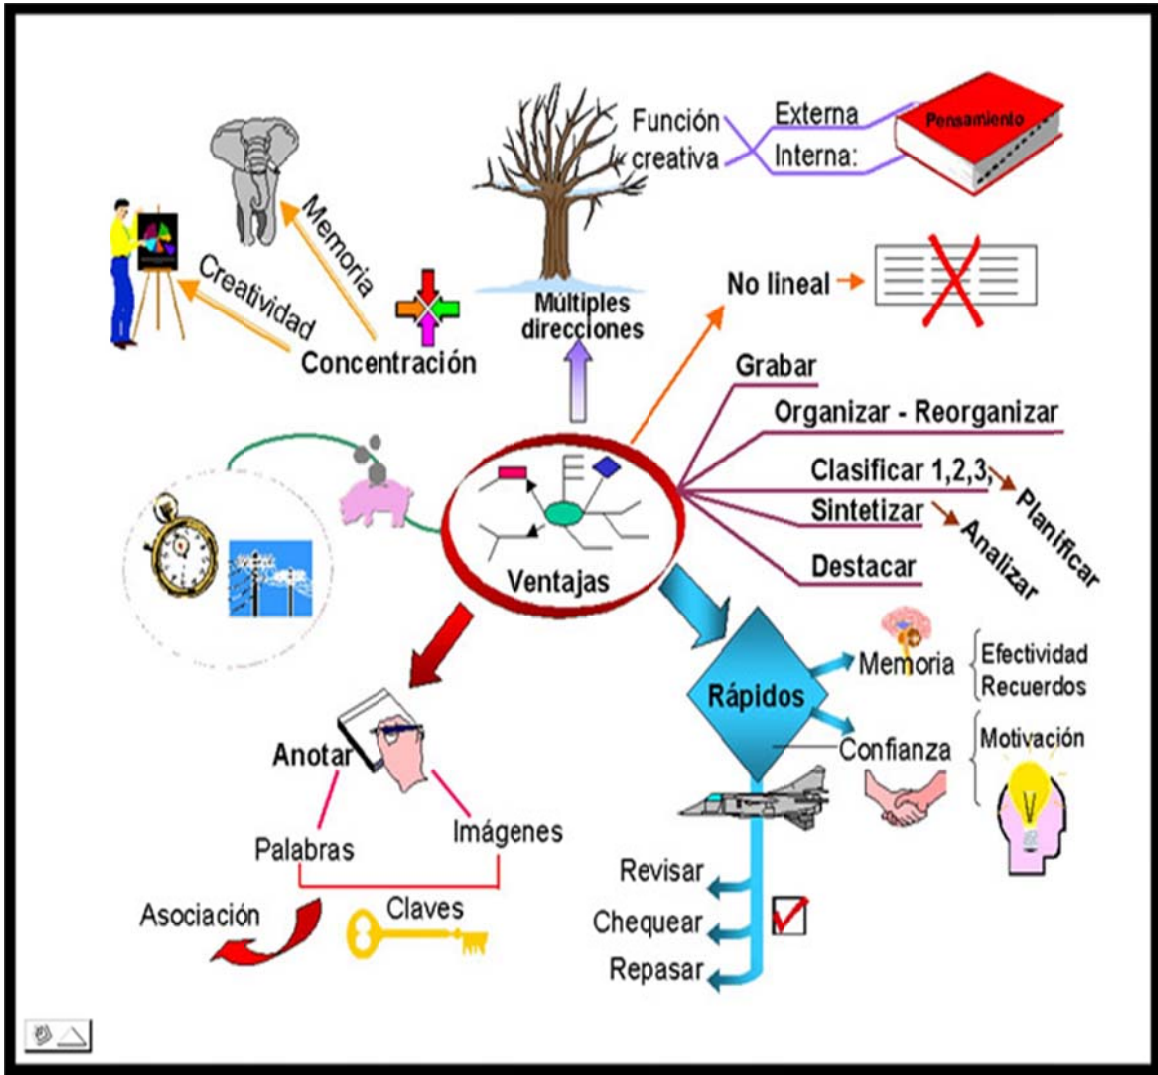 Función
creativa
Externa
Interna:
Pensamiento
Memoria
Creatividad
Concentración
Múltiples
direcciones
No lineal
Grabar
Organizar - Reorganizar
Clasificar 1,2,3,
Planificar
Sintetizar
Analizar
Destacar
Ventajas
Rápidos
Memoria
Efectividad
Recuerdos
Confianza
Motivación
Anotar
Palabras
Imágenes
Asociación
Claves
Revisar
Chequear
Repasar